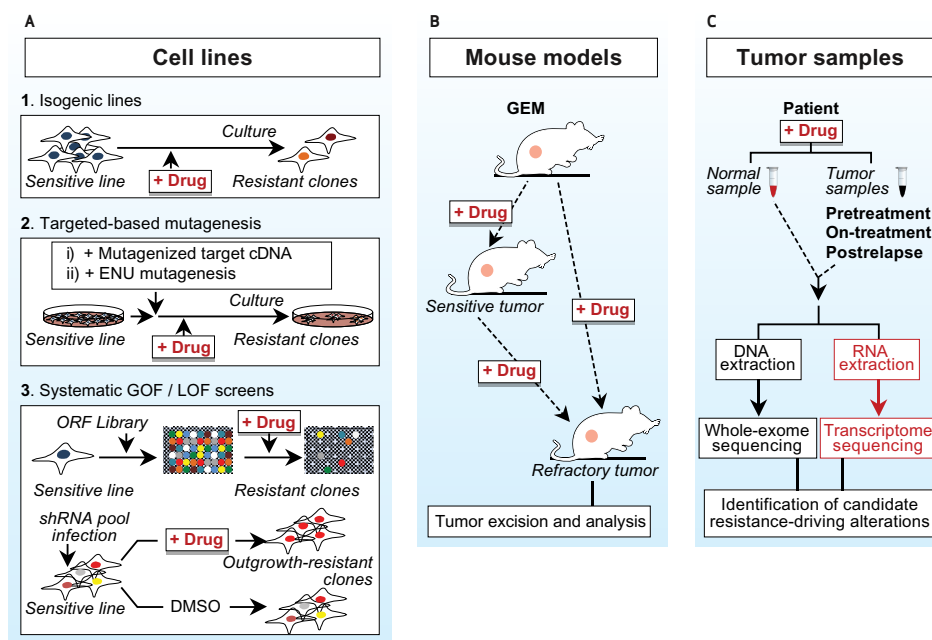 A
Cell lines
1. Isogenic lines
Culture
Sensitive line
+ Drug
Resistant clones
2. Targeted-based mutagenesis
i) + Mutagenized target cDNA
ii) + ENU mutagenesis
Culture
Sensitive line
+ Drug
Resistant clones
3. Systematic GOF / LOF screens
ORF Library
+ Drug
Sensitive line
Resistant clones
shRNA pool
infection
+ Drug
Outgrowth-resistant
clones
Sensitive line
DMSO
B
Mouse models
GEM
+ Drug
Sensitive tumor
+ Drug
+ Drug
Refractory tumor
Tumor excision and analysis
C
Tumor samples
Patient
+ Drug
Normal
sample
Tumor
samples
Pretreatment
On-treatment
Postrelapse
DNA
extraction
RNA
extraction
Whole-exome
sequencing
Transcriptome
sequencing
Identification of candidate
resistance-driving alterations